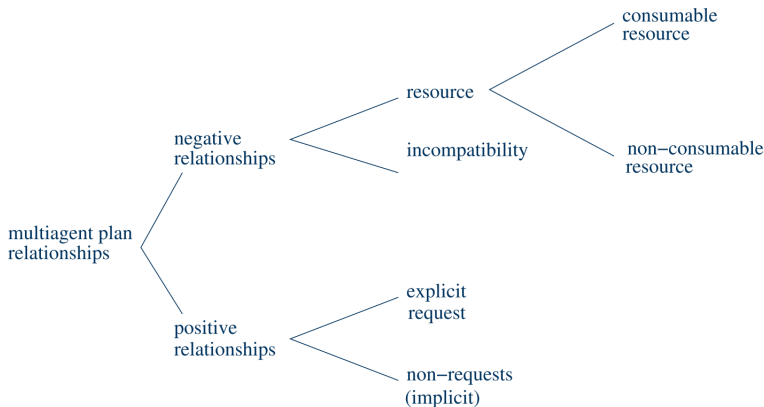 consumable
resource
resource
negative
relationships
incompatibility
non−consumable
resource
multiagent plan
relationships
explicit
request
positive
relationships
non−requests
(implicit)